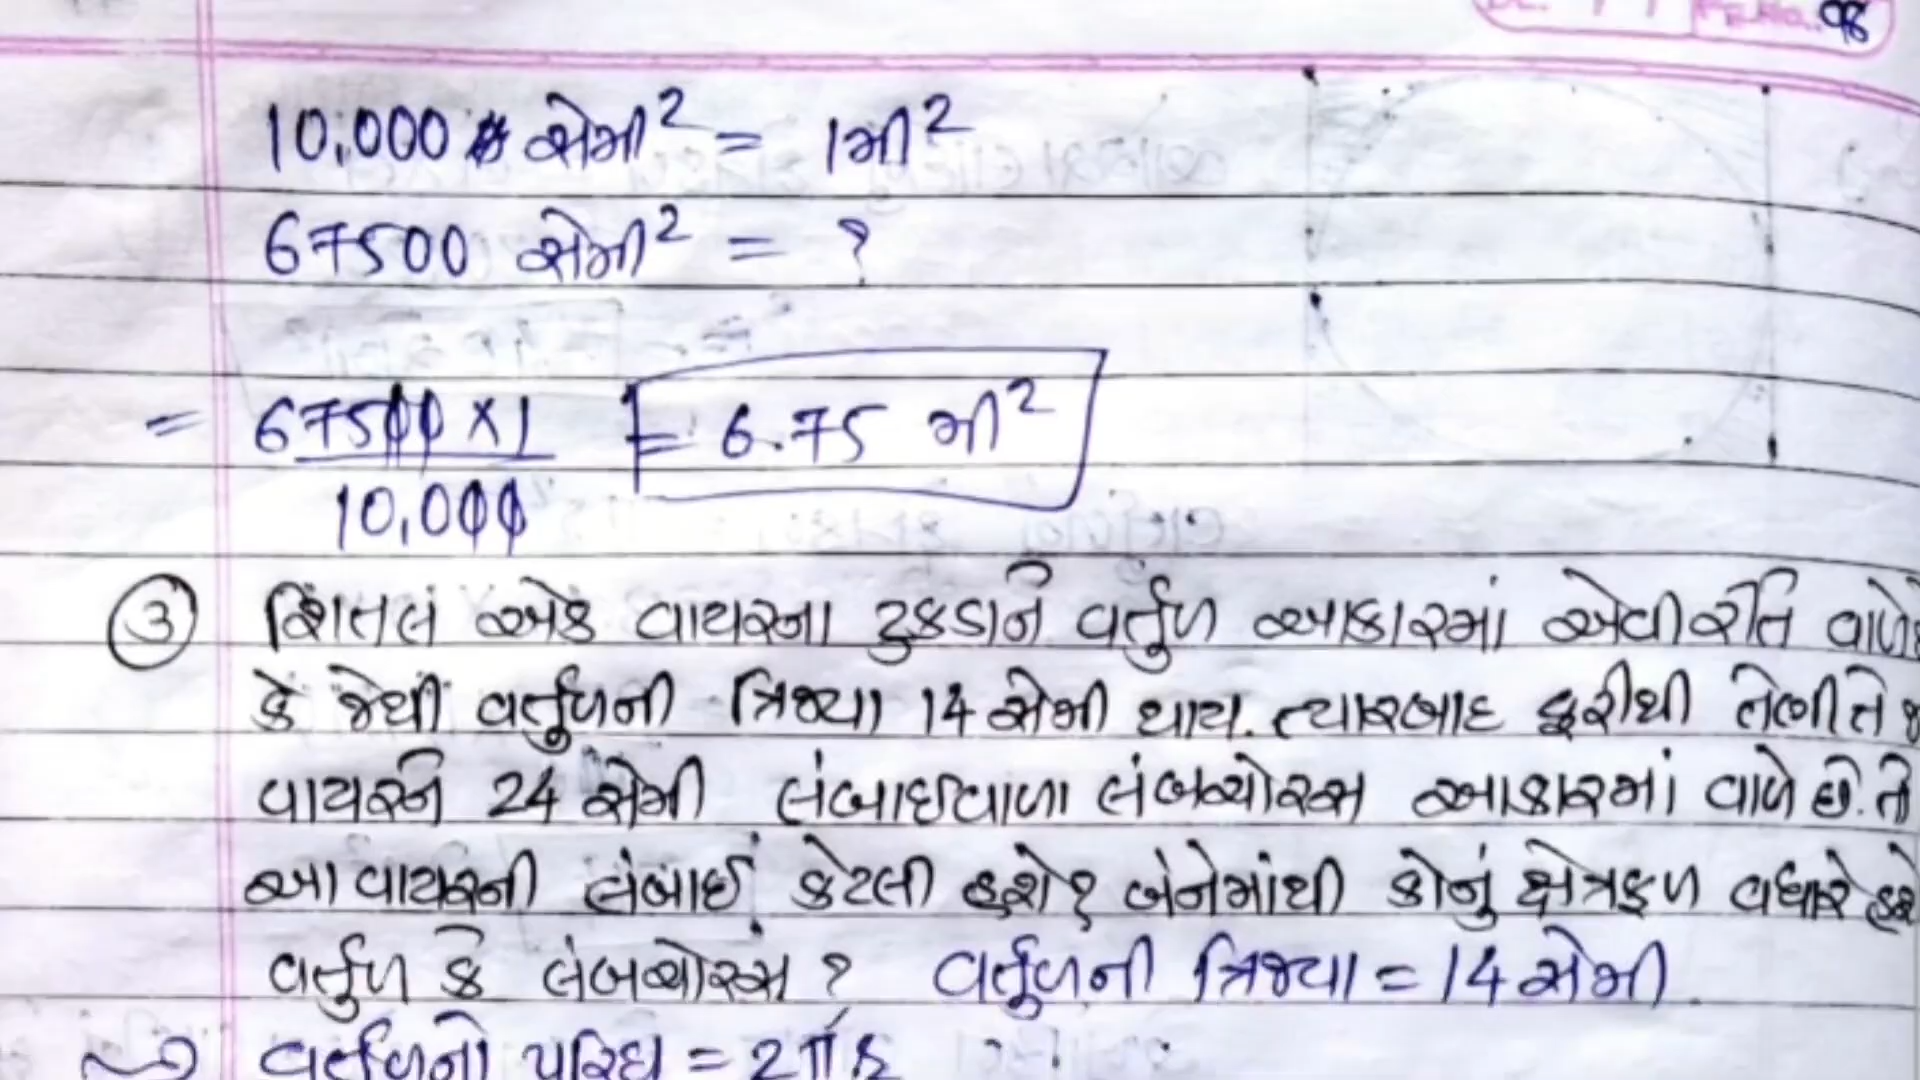 98
10,000 સેમી² = 1મી²
67500 સેમી² = ?
= 67500 × 1 = 6.75 મી²
10,000
③ શિતલ એક વાયરના ટુકડાને વર્તુળ આકારમાં એવી રીતે વાળે
કે જેથી વર્તુળની ત્રિજ્યા 14 સેમી થાય. ત્યારબાદ ફરીથી તેણી તે જ
વાયરને 24 સેમી લંબાઈવાળા લંબચોરસ આકારમાં વાળે છે. તો
આ વાયરની લંબાઈ કેટલી હશે? બંનેમાંથી કોનું ક્ષેત્રફળ વધારે હશે
વર્તુળ કે લંબચોરસ ? વર્તુળની ત્રિજ્યા = 14 સેમી.
→ વર્તુળનો પરિઘ = 2πr